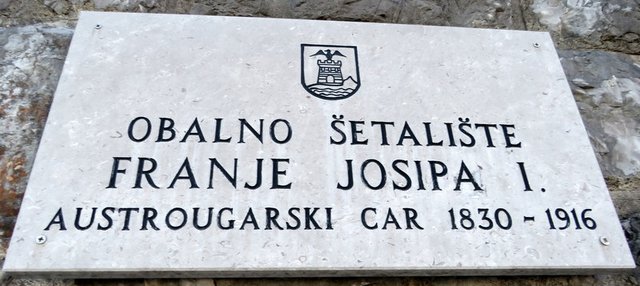 OBALNO ŠETALIŠTE
FRANJE JOSIPA I.
AUSTROUGARSKI CAR 1830 - 1916